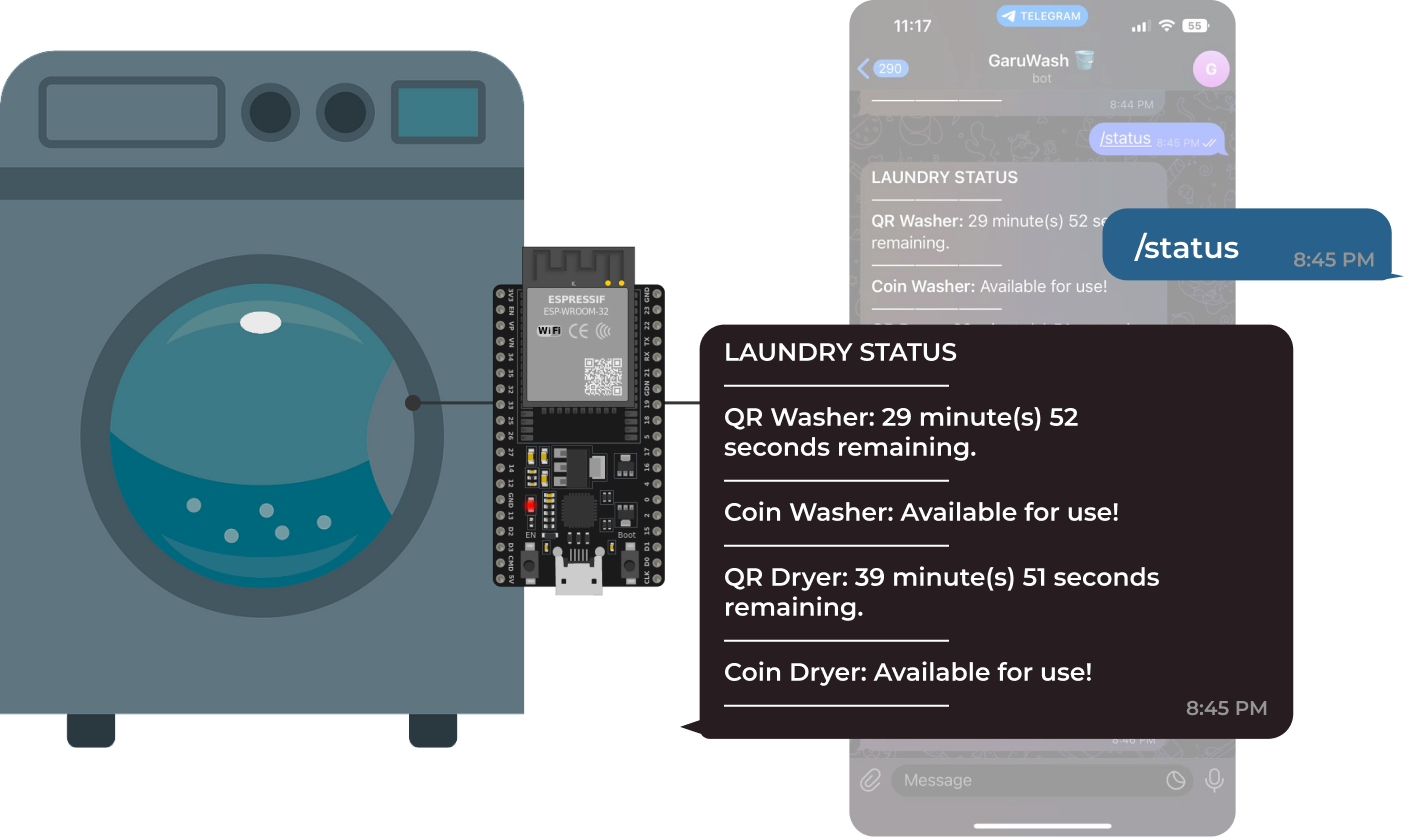 11:17
TELEGRAM
55
290
GaruWash
bot
G
8:44 PM
/status 8:45 PM
LAUNDRY STATUS
QR Washer: 29 minute(s) 52
remaining.
Coin Washer: Available for use!
/status
8:45 PM
ESPRESSIF
ESP-WROOM-32
WiFi
CE
3V3
EN
VP
VN
34
35
32
33
25
26
27
14
12
GND
13
D2
D3
CMD
5V
GND
23
22
TX
RX
21
GDN
19
18
5
17
16
4
0
2
15
D1
D0
CLK
EN
Boot
LAUNDRY STATUS
QR Washer: 29 minute(s) 52
seconds remaining.
Coin Washer: Available for use!
QR Dryer: 39 minute(s) 51 seconds
remaining.
Coin Dryer: Available for use!
8:45 PM
Message